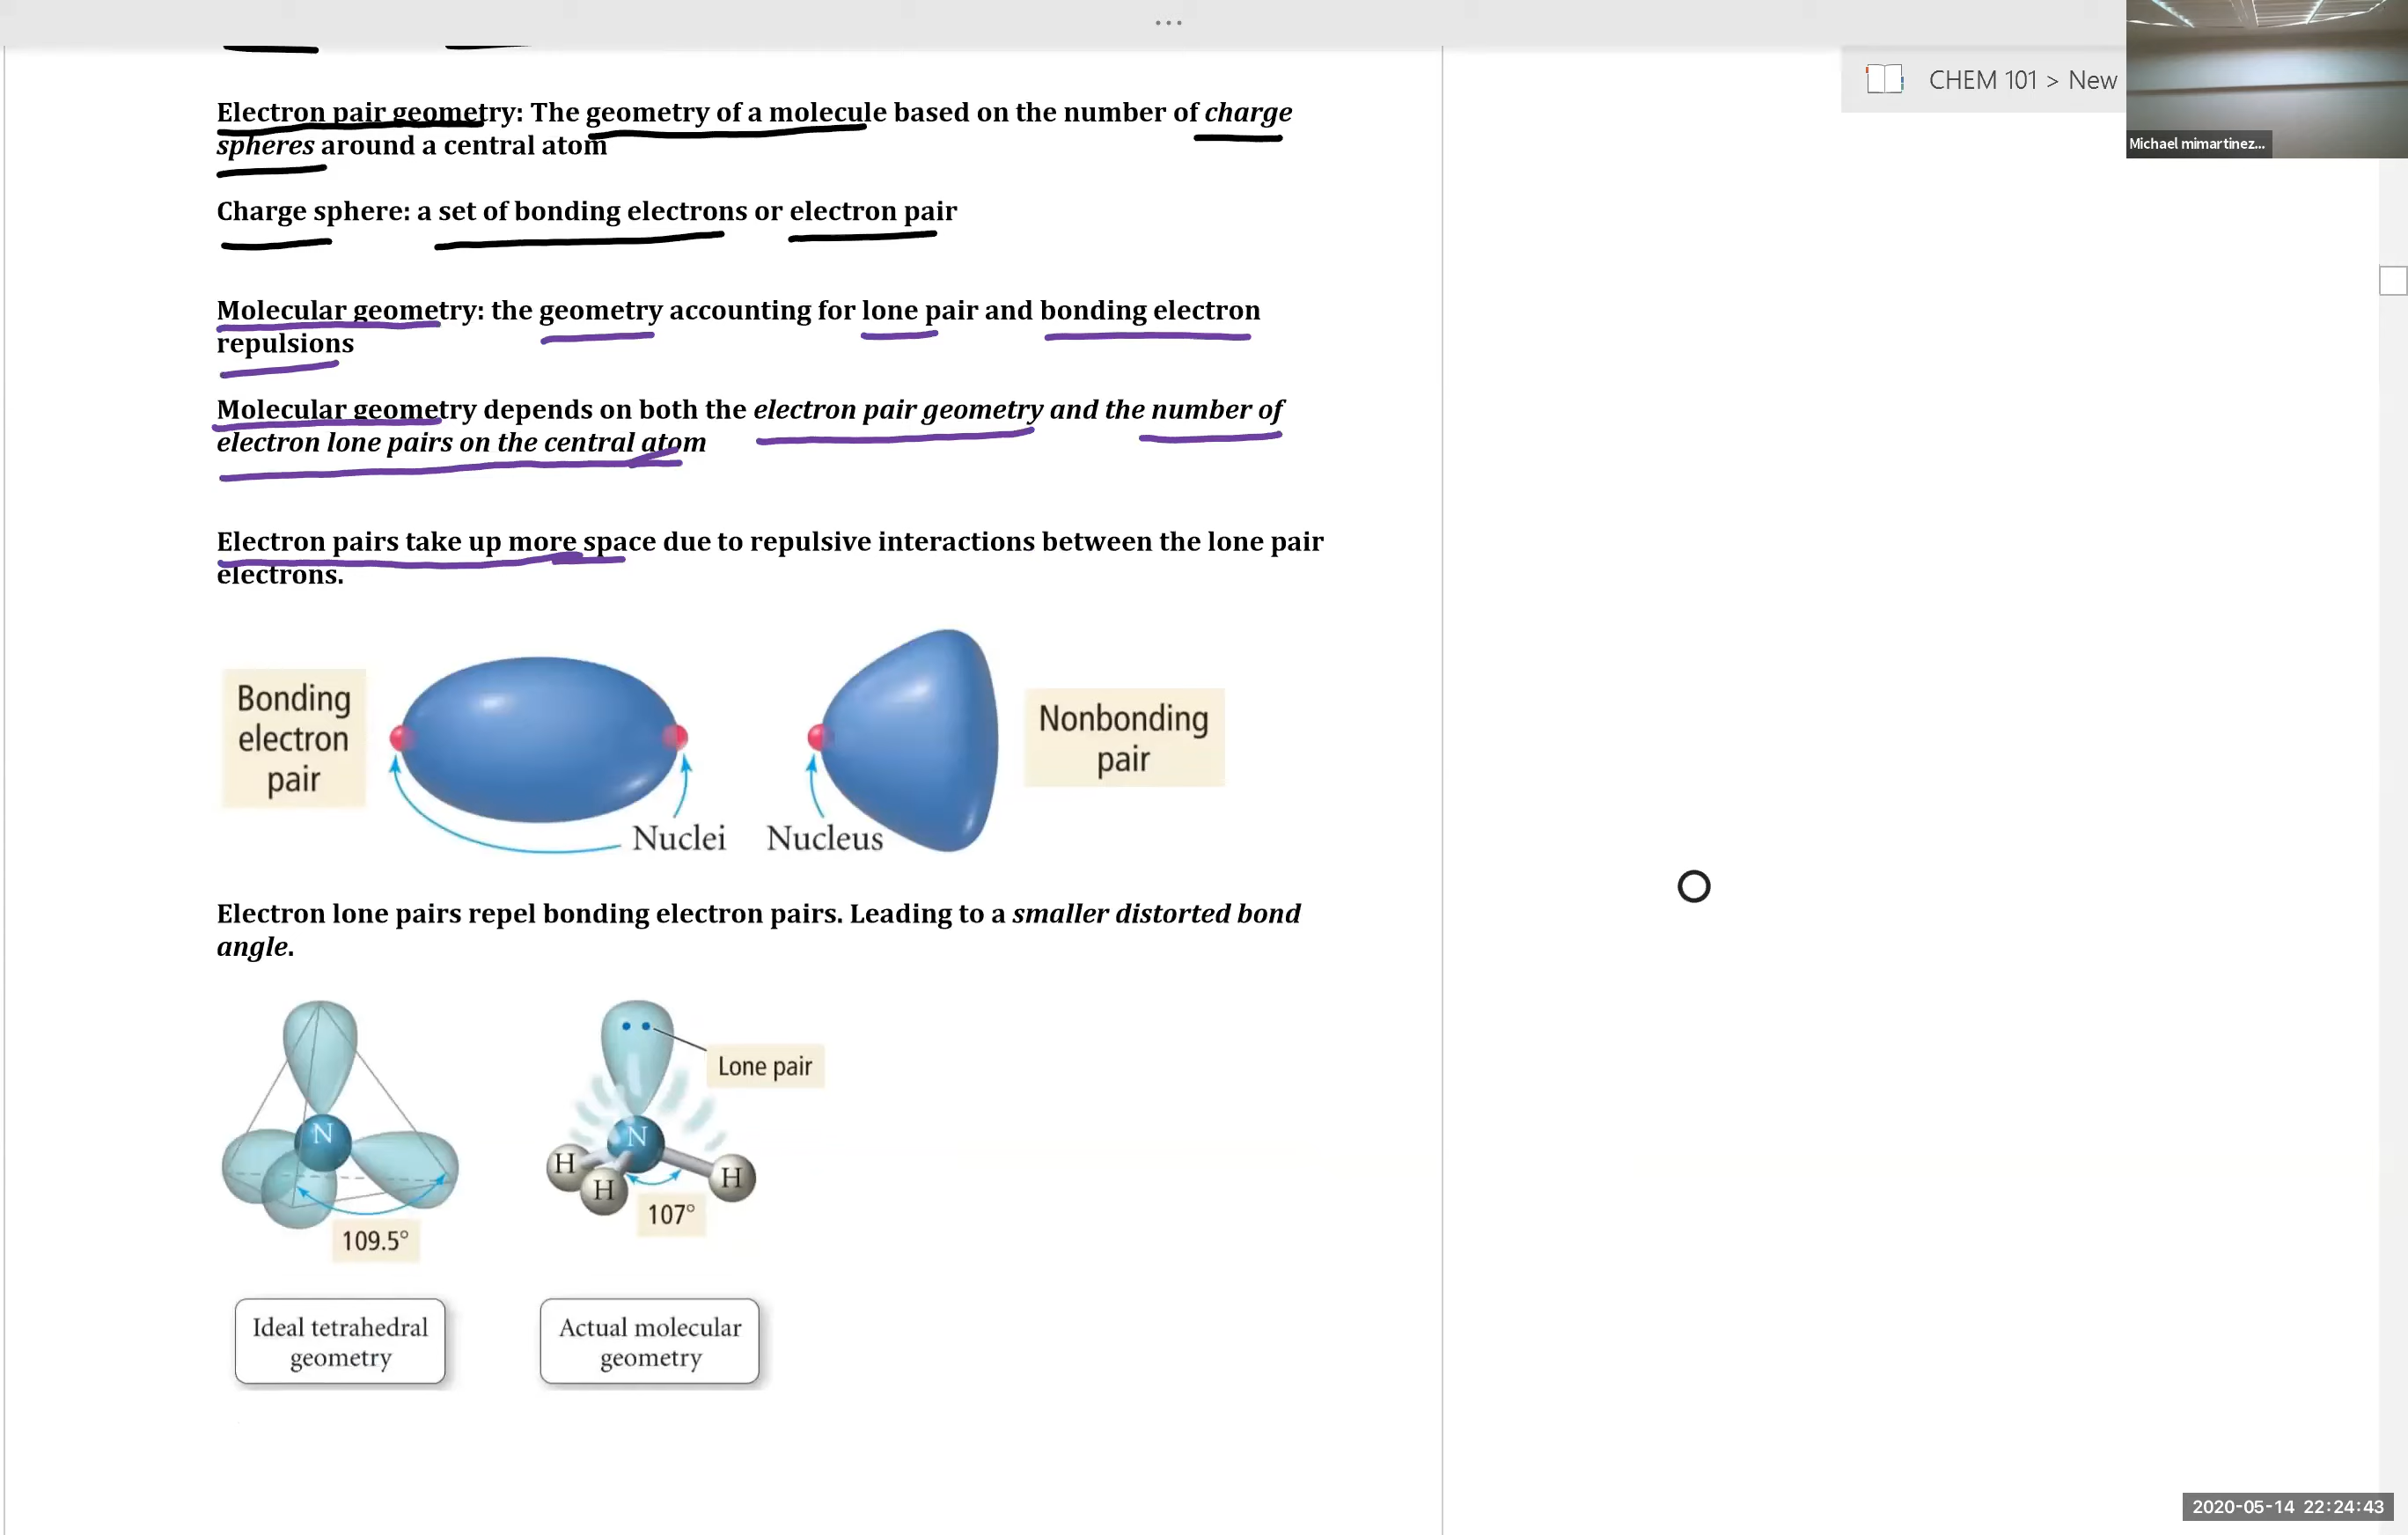 ...
CHEM 101 > New
Michael mimartinez...
Electron pair geometry: The geometry of a molecule based on the number of charge
spheres around a central atom
Charge sphere: a set of bonding electrons or electron pair
Molecular geometry: the geometry accounting for lone pair and bonding electron
repulsions
Molecular geometry depends on both the electron pair geometry and the number of
electron lone pairs on the central atom
Electron pairs take up more space due to repulsive interactions between the lone pair
electrons.
Bonding
electron
pair
Nuclei
Nucleus
Nonbonding
pair
Electron lone pairs repel bonding electron pairs. Leading to a smaller distorted bond
angle.
N
109.5°
Lone pair
N
H
H
H
107°
Ideal tetrahedral
geometry
Actual molecular
geometry
2020-05-14 22:24:43